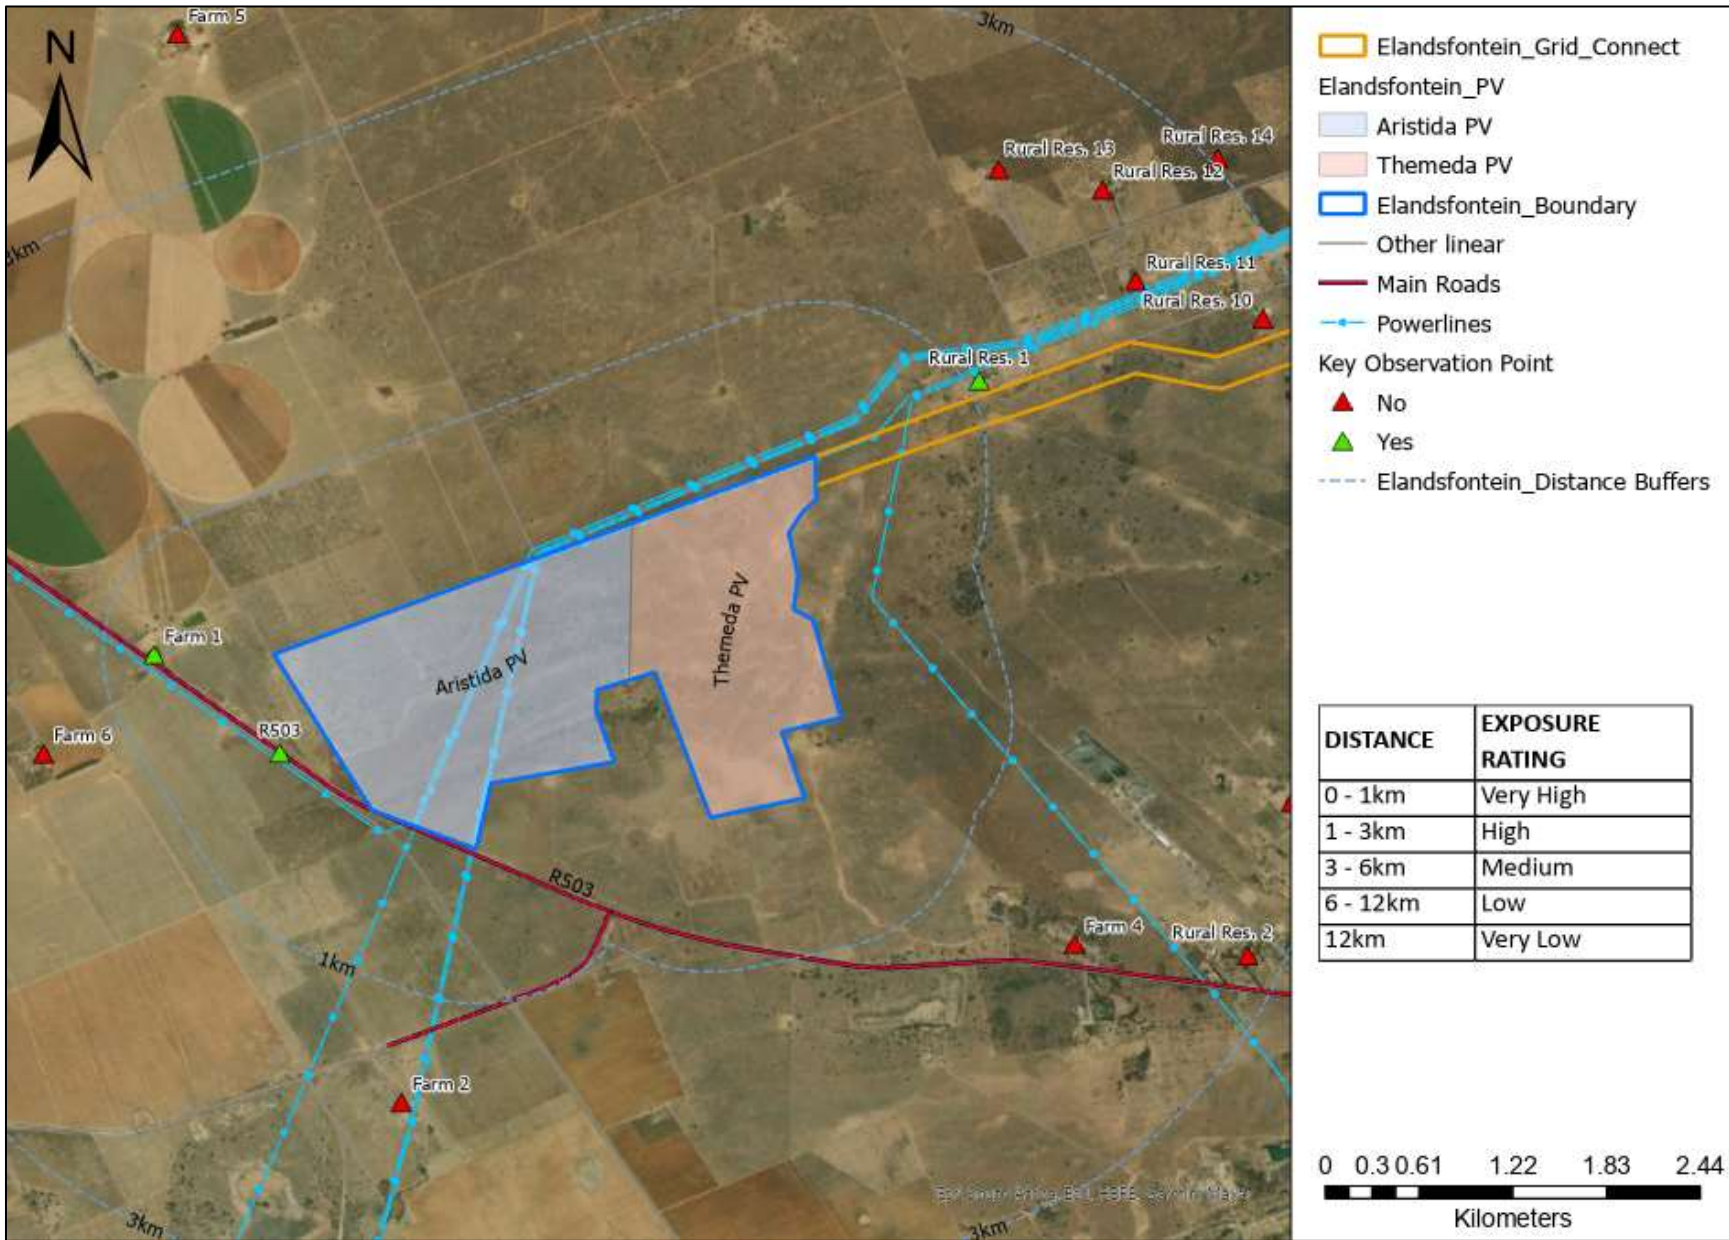 Farm 5
N
3km
Rural Res. 14
Rural Res. 13
Rural Res. 12
3km
Rural Res. 11
Rural Res. 10
Rural Res. 1
Themeda PV
Aristida PV
Farm 1
R503
Farm 6
R503
1km
Farm 4
Rural Res. 2
Farm 2
3km
3km
Elandsfontein_Grid_Connect
Elandsfontein_PV
Aristida PV
Themeda PV
Elandsfontein_Boundary
Other linear
Main Roads
Powerlines
Key Observation Point
No
Yes
Elandsfontein_Distance Buffers
DISTANCE EXPOSURE
RATING
0 - 1km Very High
1 - 3km High
3 - 6km Medium
6 - 12km Low
12km Very Low
0 0.3 0.61 1.22 1.83 2.44
Kilometers